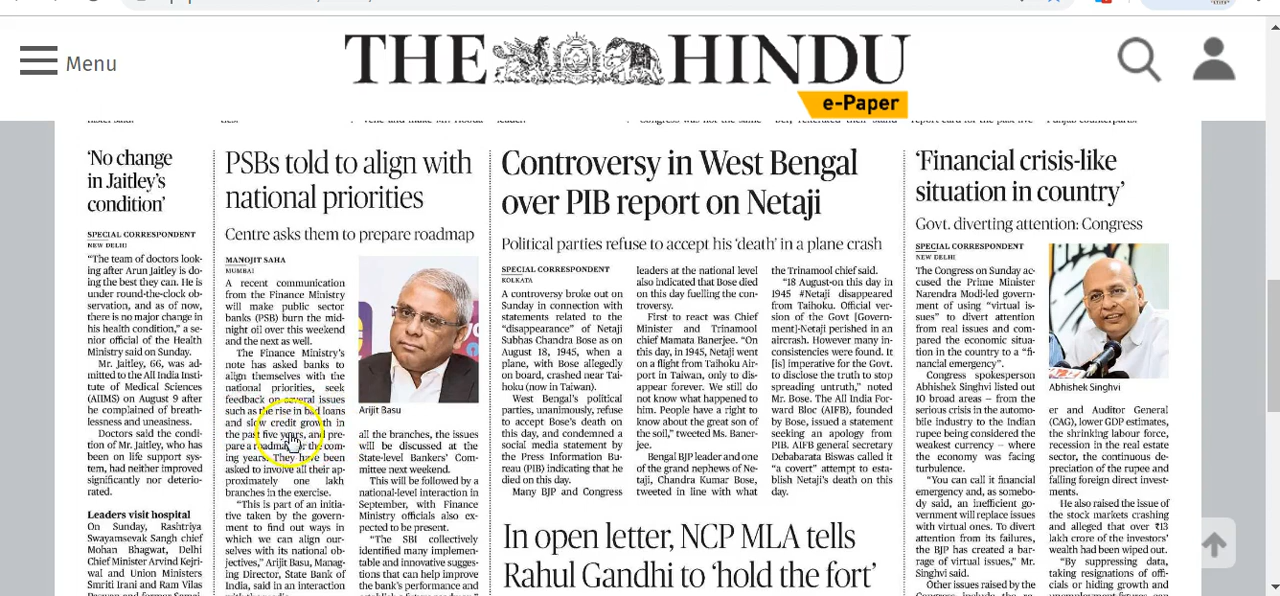 Menu
THE HINDU
e-Paper
'No change
in Jaitley's
condition'
SPECIAL CORRESPONDENT
NEW DELHI
"The team of doctors look-
ing after Arun Jaitley is do-
ing the best they can. He is
under round-the-clock ob-
servation, and as of now,
there is no major change in
his health condition," a se-
nior official of the Health
Ministry said on Sunday.
Mr. Jaitley, 66, was ad-
mitted to the All India Insti-
tute of Medical Sciences
(AIIMS) on August 9 after
he complained of breath-
lessness and uneasiness.
Doctors said the condi-
tion of Mr. Jaitley, who has
been on life support sys-
tem, had neither improved
significantly nor deterio-
rated.
Leaders visit hospital
On Sunday, Rashtriya
Swayamsevak Sangh chief
Mohan Bhagwat, Delhi
Chief Minister Arvind Kejri-
wal and Union Ministers
Smriti Irani and Ram Vilas
PSBs told to align with
national priorities
Centre asks them to prepare roadmap
MANOJIT SAHA
MUMBAI
A recent communication
from the Finance Ministry
will make public sector
banks (PSB) burn the mid-
night oil over this weekend
and the next as well.
The Finance Ministry's
note has asked banks to
align themselves with the
national priorities, seek
feedback on several issues
such as the rise in bad loans
and slow credit growth in
the past five years, and pre-
pare a roadmap for the com-
ing years. They have been
asked to involve all their ap-
proximately one lakh
branches in the exercise.
"This is part of an initia-
tive taken by the govern-
ment to find out ways in
which we can align our-
selves with its national ob-
jectives," Arijit Basu, Manag-
ing Director, State Bank of
India, said in an interaction
Arijit Basu
all the branches, the issues
will be discussed at the
State-level Bankers' Com-
mittee next weekend.
This will be followed by a
national-level interaction in
September, with Finance
Ministry officials also ex-
pected to be present.
"The SBI collectively
identified many implemen-
table and innovative sugges-
tions that can help improve
the bank's performance and
Controversy in West Bengal
over PIB report on Netaji
Political parties refuse to accept his 'death' in a plane crash
SPECIAL CORRESPONDENT
KOLKATA
A controversy broke out on
Sunday in connection with
statements related to the
"disappearance" of Netaji
Subhas Chandra Bose as on
August 18, 1945, when a
plane, with Bose allegedly
on board, crashed near Tai-
hoku (now in Taiwan).
West Bengal's political
parties, unanimously, refuse
to accept Bose's death on
this day, and condemned a
social media statement by
the Press Information Bu-
reau (PIB) indicating that he
died on this day.
Many BJP and Congress
leaders at the national level
also indicated that Bose died
on this day fuelling the con-
troversy.
First to react was Chief
Minister and Trinamool
chief Mamata Banerjee. "On
this day, in 1945, Netaji went
on a flight from Taihoku Air-
port in Taiwan, only to dis-
appear forever. We still do
not know what happened to
him. People have a right to
know about the great son of
the soil," tweeted Ms. Baner-
jee.
Bengal BJP leader and one
of the grand nephews of Ne-
taji, Chandra Kumar Bose,
tweeted in line with what
the Trinamool chief said.
"18 August-on this day in
1945 #Netaji disappeared
from Taihoku. Official ver-
sion of the Govt [Govern-
ment]-Netaji perished in an
aircrash. However many in-
consistencies were found. It
[is] imperative for the Govt.
to disclose the truth to stop
spreading untruth," noted
Mr. Bose. The All India For-
ward Bloc (AIFB), founded
by Bose, issued a statement
seeking an apology from
PIB. AIFB general secretary
Debabarata Biswas called it
"a covert" attempt to esta-
blish Netaji's death on this
day.
In open letter, NCP MLA tells
Rahul Gandhi to 'hold the fort'
'Financial crisis-like
situation in country'
Govt. diverting attention: Congress
SPECIAL CORRESPONDENT
NEW DELHI
The Congress on Sunday ac-
cused the Prime Minister
Narendra Modi-led govern-
ment of using "virtual is-
sues" to divert attention
from real issues and com-
pared the economic situa-
tion in the country to a "fi-
nancial emergency".
Congress spokesperson
Abhishek Singhvi listed out
10 broad areas – from the
serious crisis in the automo-
bile industry to the Indian
rupee being considered the
weakest currency – where
the economy was facing
turbulence.
"You can call it financial
emergency and, as somebo-
dy said, an inefficient go-
vernment will replace issues
with virtual ones. To divert
attention from its failures,
the BJP has created a bar-
rage of virtual issues," Mr.
Singhvi said.
Other issues raised by the
Abhishek Singhvi
er and Auditor General
(CAG), lower GDP estimates,
the shrinking labour force,
recession in the real estate
sector, the continuous de-
preciation of the rupee and
falling foreign direct invest-
ments.
He also raised the issue of
the stock markets crashing
and alleged that over ₹13
lakh crore of the investors'
wealth had been wiped out.
"By suppressing data,
taking resignations of offi-
cials or hiding growth and